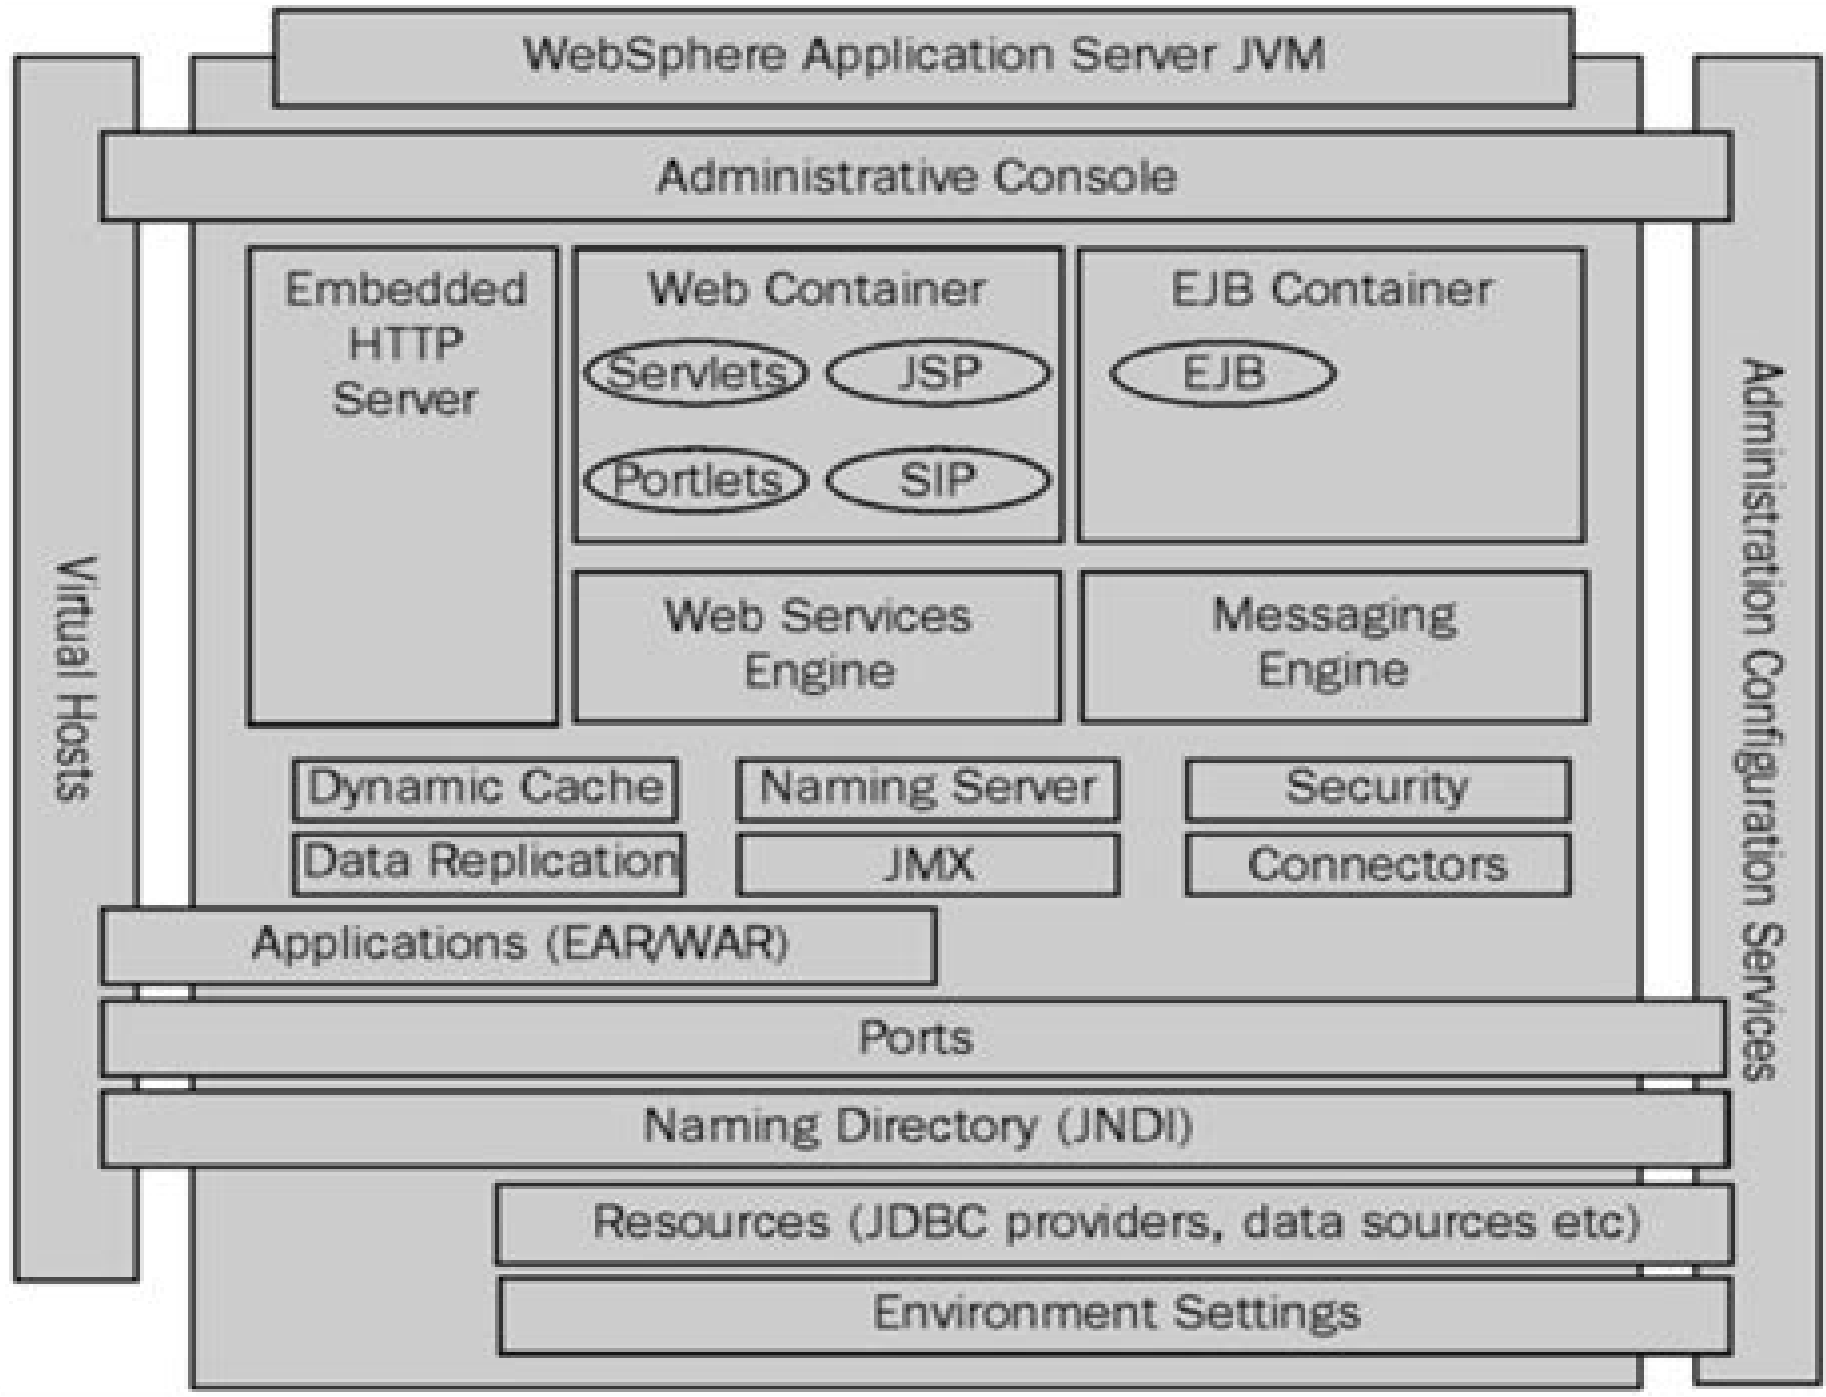 WebSphere Application Server JVM
Administrative Console
Embedded
HTTP
Server
Web Container
Servlets
JSP
Portlets
SIP
EJB Container
EJB
Web Services
Engine
Messaging
Engine
Dynamic Cache
Naming Server
Security
Data Replication
JMX
Connectors
Applications (EAR/WAR)
Ports
Naming Directory (JNDI)
Resources (JDBC providers, data sources etc)
Environment Settings
Virtual Hosts
Administration Configuration Services